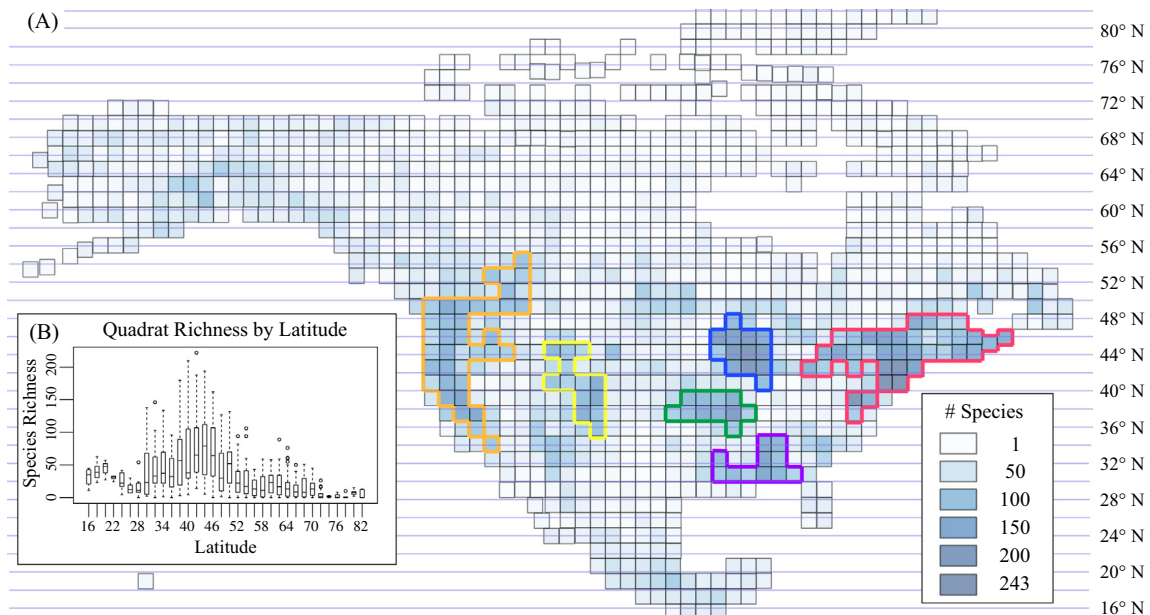 (A)
80° N
76° N
72° N
68° N
64° N
60° N
56° N
52° N
48° N
44° N
40° N
36° N
32° N
28° N
24° N
20° N
16° N
(B)
Quadrat Richness by Latitude
Species Richness
200
150
100
50
0
16 22 28 34 40 46 52 58 64 70 76 82
Latitude
# Species
1
50
100
150
200
243